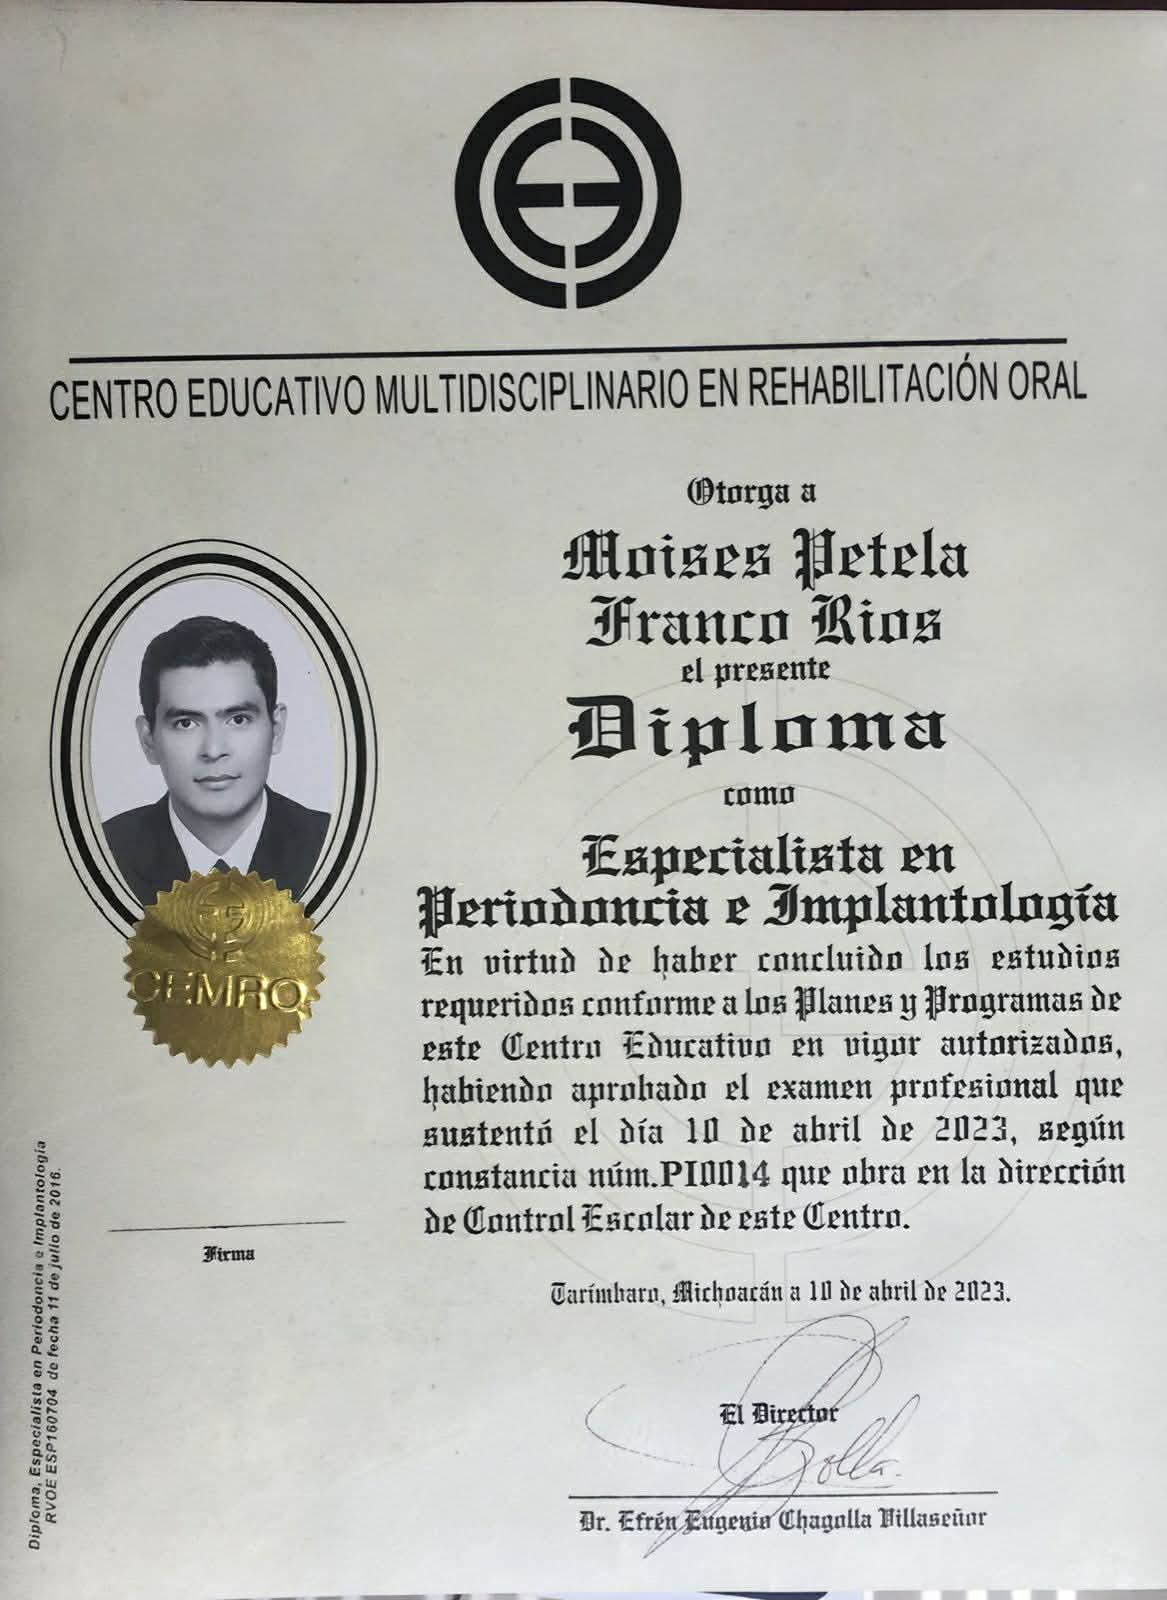 CENTRO EDUCATIVO MULTIDISCIPLINARIO EN REHABILITACIÓN ORAL
Otorga a
Moises Petela
Franco Rios
el presente
Diploma
como
Especialista en
Periodoncia e Implantología
En virtud de haber concluido los estudios
requeridos conforme a los Planes y Programas de
este Centro Educativo en vigor autorizados,
habiendo aprobado el examen profesional que
sustentó el día 10 de abril de 2023, según
constancia núm.PI0014 que obra en la dirección
de Control Escolar de este Centro.
CEMRO
Firma
Tarímbaro, Michoacán a 10 de abril de 2023.
El Director
Dr. Efrén Eugenio Chagolla Villaseñor
Diploma, Especialista en Periodoncia e Implantología
RVOE ESP160704 de fecha 11 de julio de 2016.